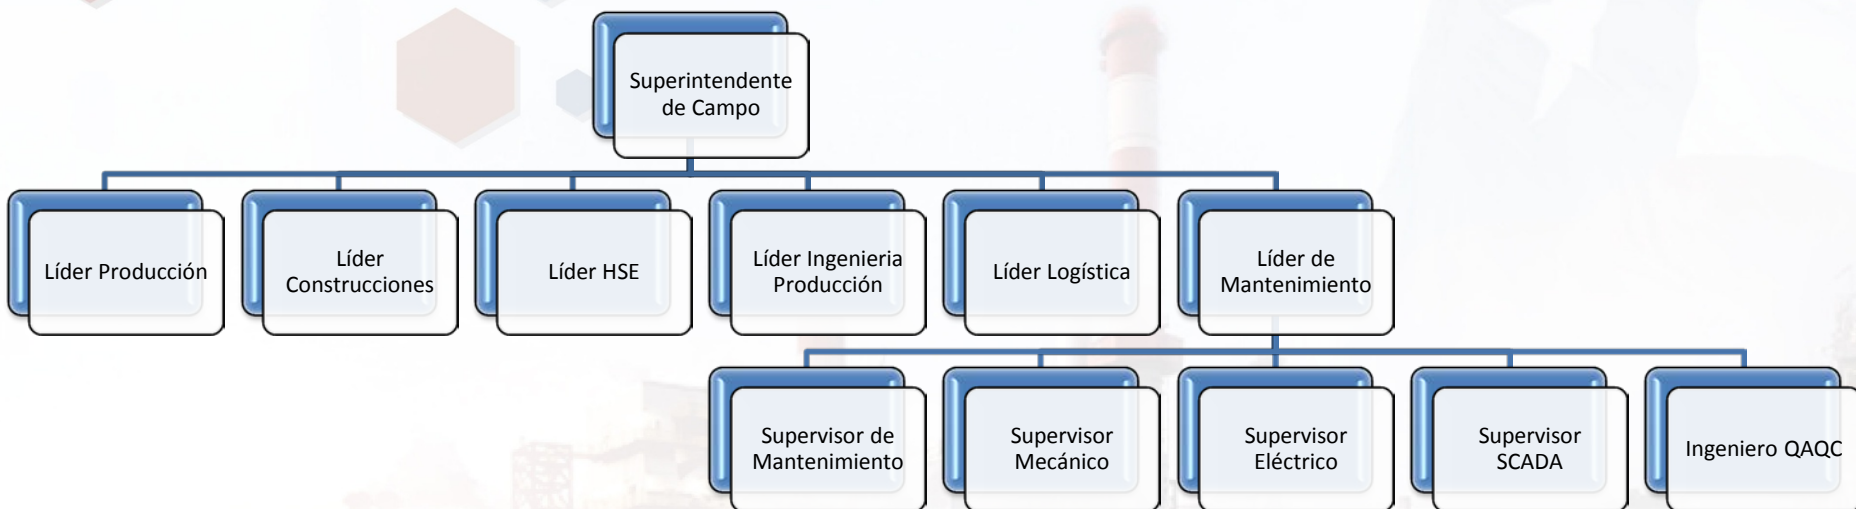 Superintendente
de Campo
Líder Producción
Líder
Construcciones
Líder HSE
Líder Ingenieria
Producción
Líder Logística
Líder de
Mantenimiento
Supervisor de
Mantenimiento
Supervisor
Mecánico
Supervisor
Eléctrico
Supervisor
SCADA
Ingeniero QAQC